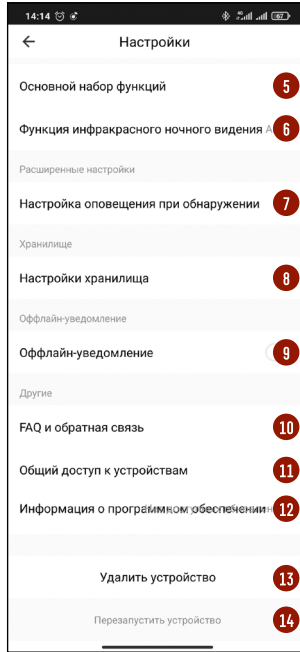 14:14 4G 67
Настройки
Основной набор функций 5
Функция инфракрасного ночного видения A 6
Расширенные настройки
Настройка оповещения при обнаружении 7
Хранилище
Настройки хранилища 8
Оффлайн-уведомление
Оффлайн-уведомление 9
Другие
FAQ и обратная связь 10
Общий доступ к устройствам 11
Информация о программном обеспечении 12
Удалить устройство 13
Перезапустить устройство 14